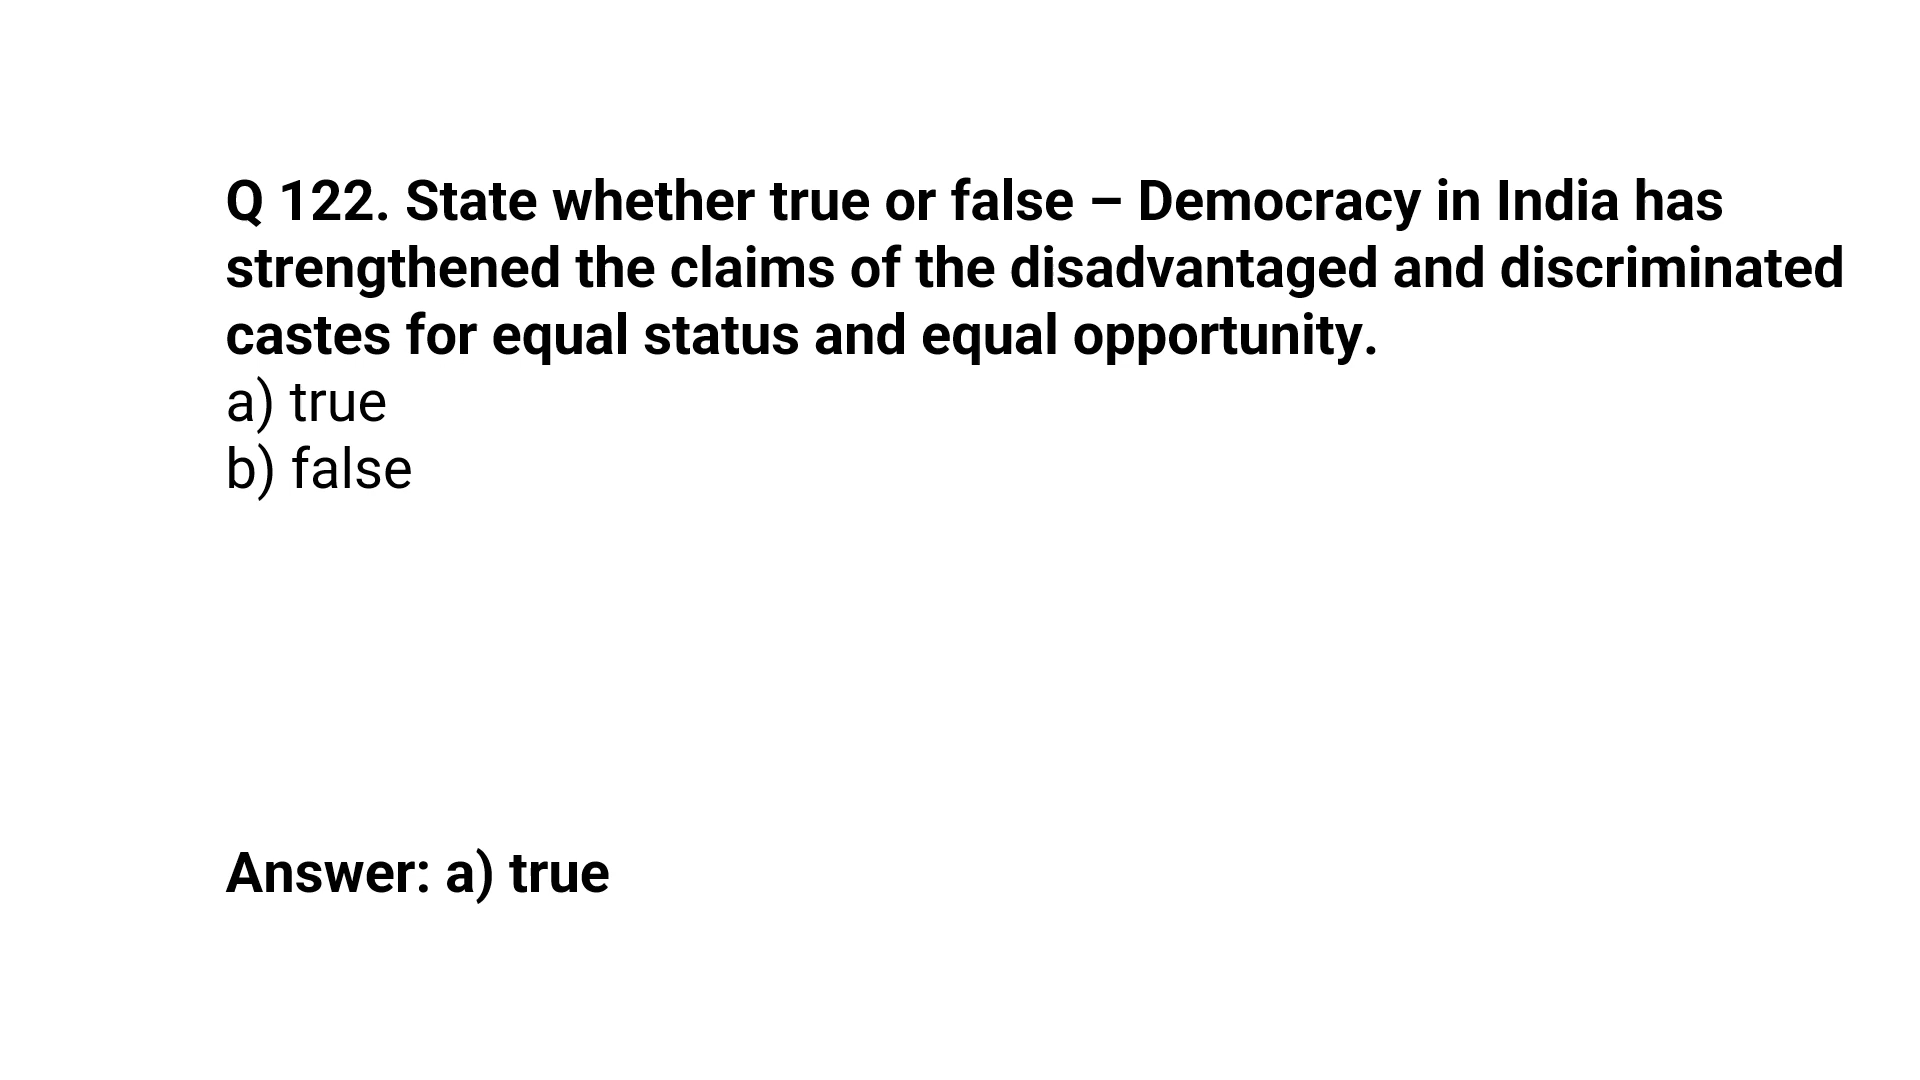 Q 122. State whether true or false – Democracy in India has
strengthened the claims of the disadvantaged and discriminated
castes for equal status and equal opportunity.
a) true
b) false
Answer: a) true